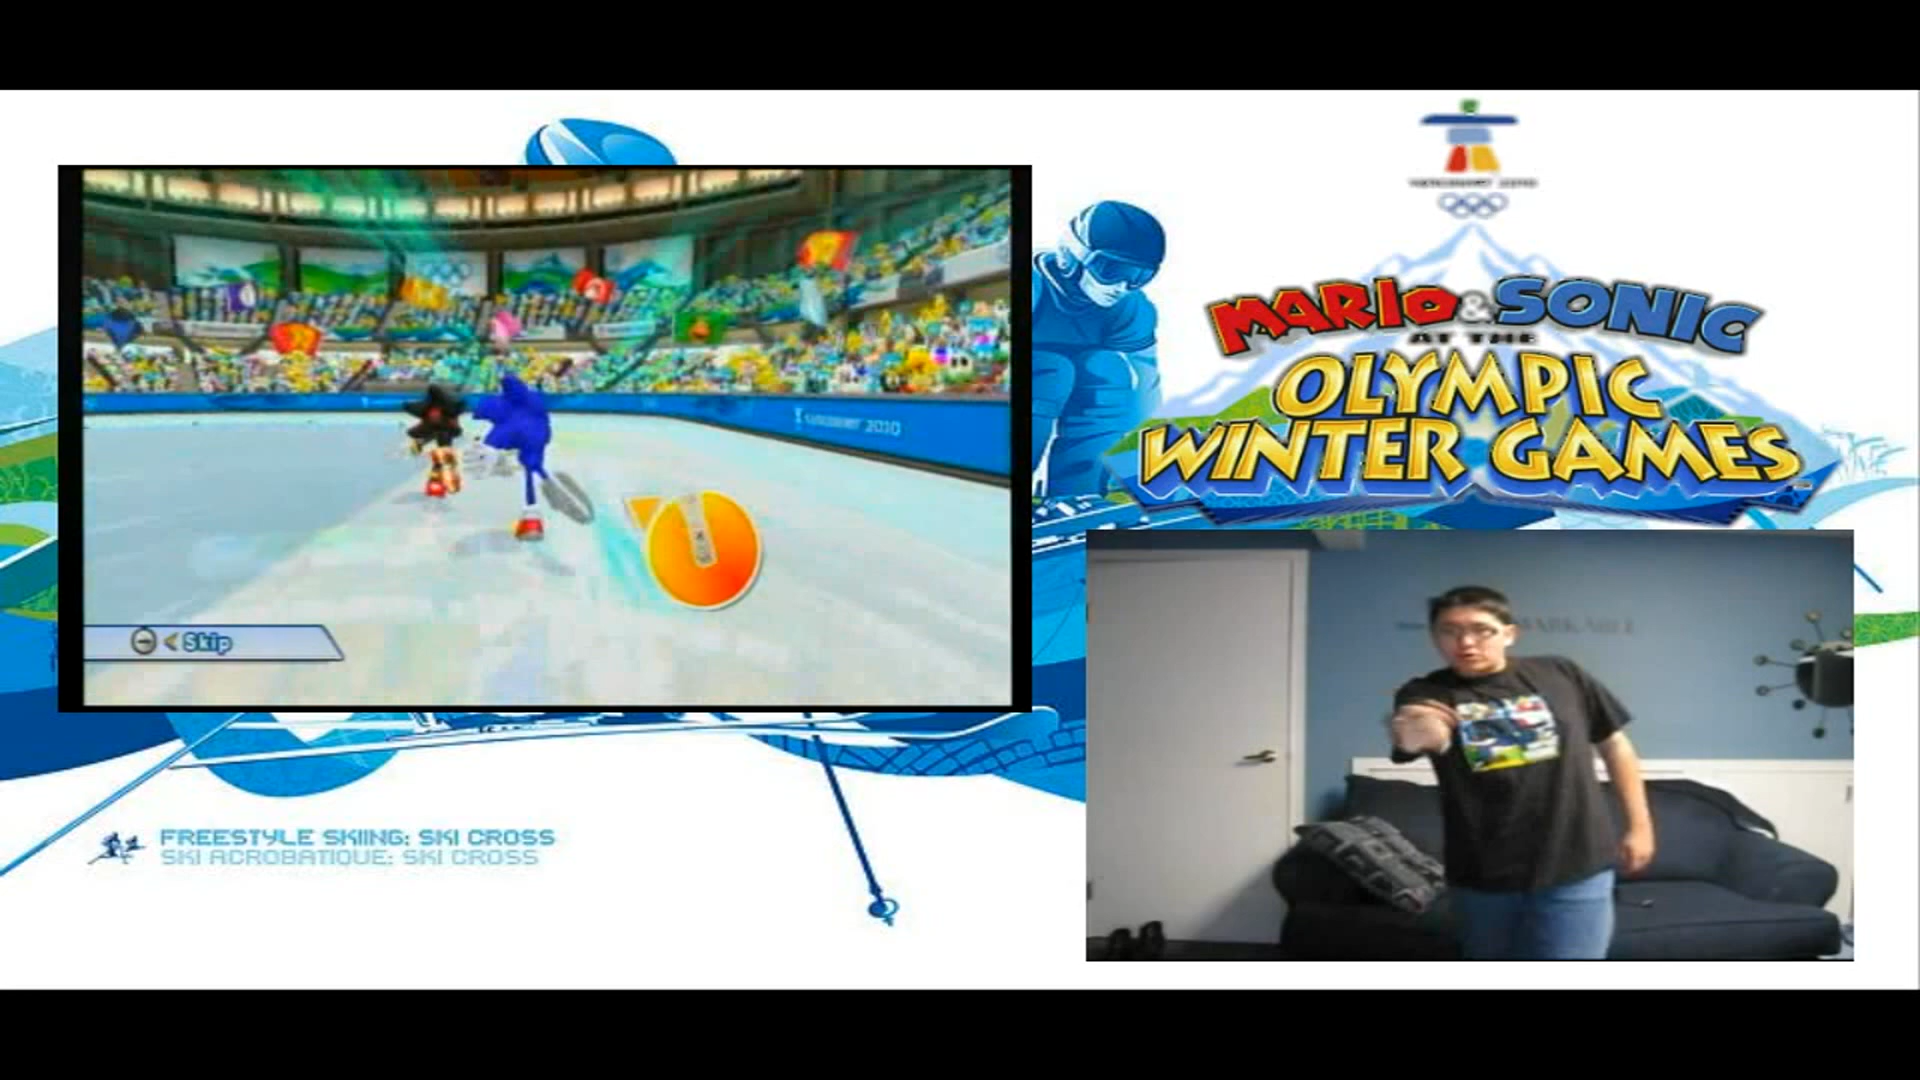 MARIO & SONIC
AT THE
OLYMPIC
WINTER GAMES
VANCOUVER 2010
Skip
FREESTYLE SKIING: SKI CROSS
SKI ACROBATIQUE: SKI CROSS